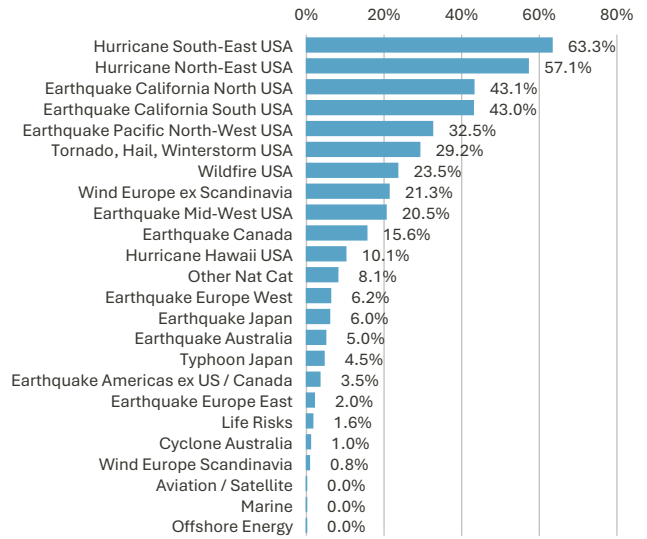 0% 20% 40% 60% 80%
Hurricane South-East USA 63.3%
Hurricane North-East USA 57.1%
Earthquake California North USA 43.1%
Earthquake California South USA 43.0%
Earthquake Pacific North-West USA 32.5%
Tornado, Hail, Winterstorm USA 29.2%
Wildfire USA 23.5%
Wind Europe ex Scandinavia 21.3%
Earthquake Mid-West USA 20.5%
Earthquake Canada 15.6%
Hurricane Hawaii USA 10.1%
Other Nat Cat 8.1%
Earthquake Europe West 6.2%
Earthquake Japan 6.0%
Earthquake Australia 5.0%
Typhoon Japan 4.5%
Earthquake Americas ex US / Canada 3.5%
Earthquake Europe East 2.0%
Life Risks 1.6%
Cyclone Australia 1.0%
Wind Europe Scandinavia 0.8%
Aviation / Satellite 0.0%
Marine 0.0%
Offshore Energy 0.0%